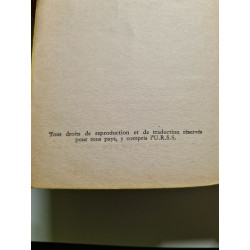 Tous droits de reproduction et de traduction réservés
pour tous pays, y compris l'U.R.S.S.